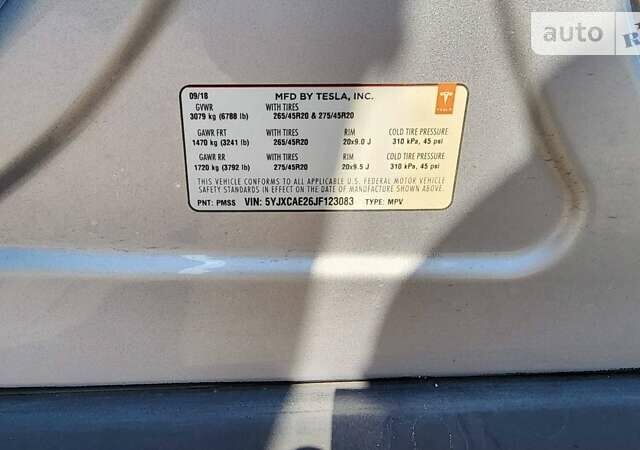 auto
R
09/18 MFD BY TESLA, INC.
GVWR WITH TIRES
3079 kg (6788 lb) 265/45R20 & 275/45R20
TESLA
GAWR FRT WITH TIRES RIM COLD TIRE PRESSURE
1470 kg (3241 lb) 265/45R20 20x9.0 J 310 kPa, 45 psi
GAWR RR WITH TIRES RIM COLD TIRE PRESSURE
1720 kg (3792 lb) 275/45R20 20x9.5 J 310 kPa, 45 psi
THIS VEHICLE CONFORMS TO ALL APPLICABLE U.S. FEDERAL MOTOR VEHICLE
SAFETY STANDARDS IN EFFECT ON THE DATE OF MANUFACTURE SHOWN ABOVE.
PNT: PMSS VIN: 5YJXCAE26JF123083 TYPE: MPV